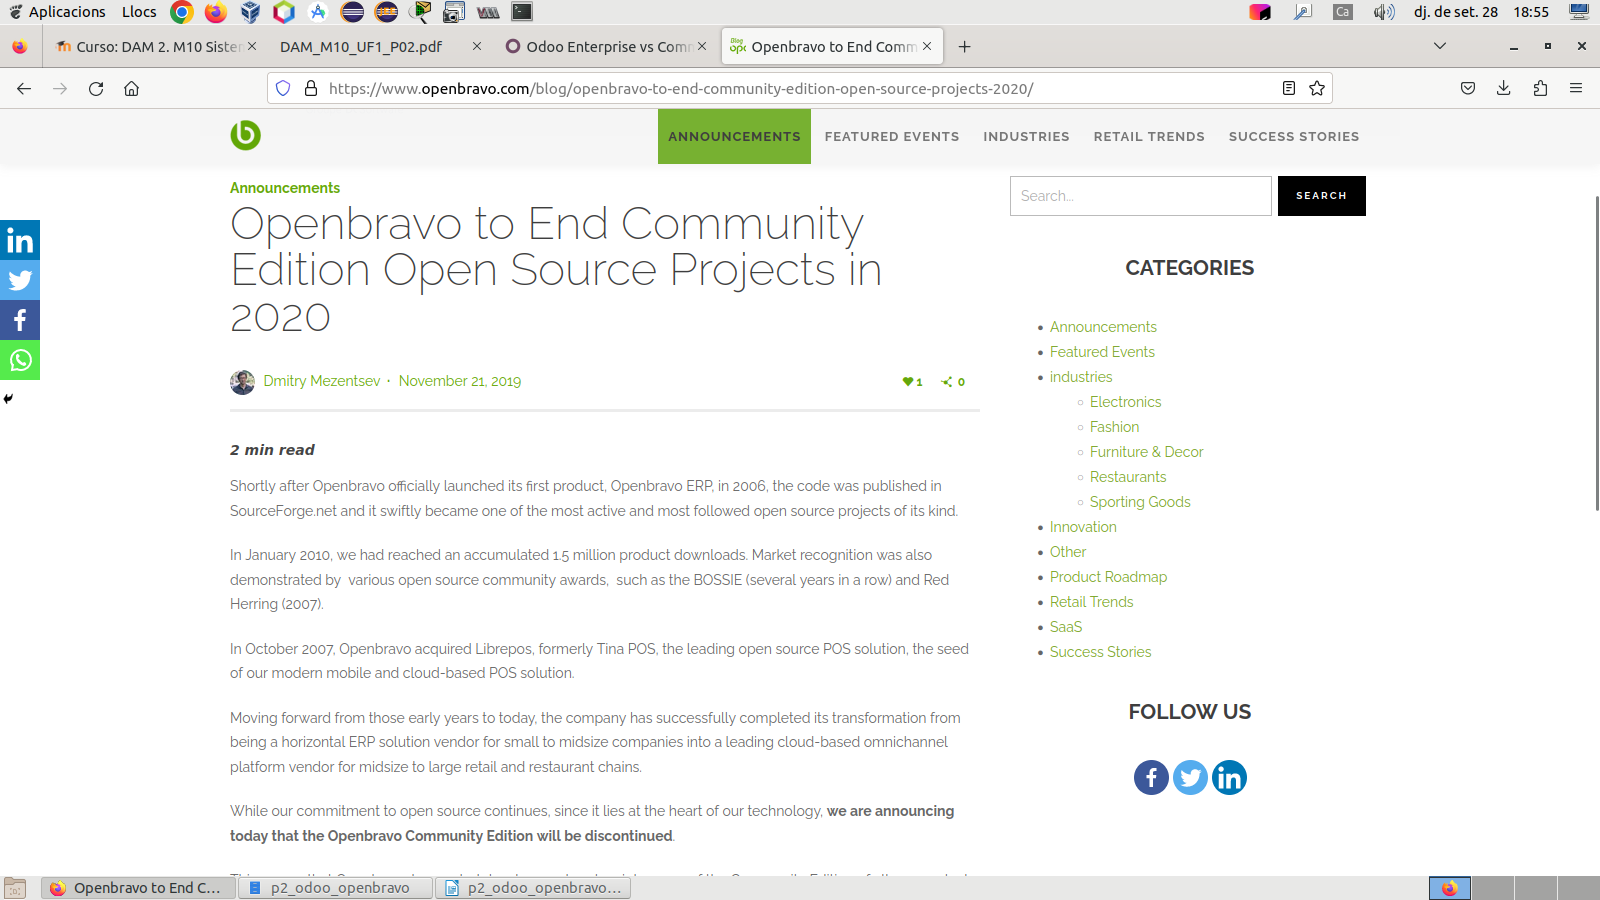 Aplicacions Llocs Ca dj. de set. 28 18:55
Curso: DAM 2. M10 Sister
DAM_M10_UF1_P02.pdf
Odoo Enterprise vs Com
Openbravo to End Comm
https://www.openbravo.com/blog/openbravo-to-end-community-edition-open-source-projects-2020/
ANNOUNCEMENTS FEATURED EVENTS INDUSTRIES RETAIL TRENDS SUCCESS STORIES
Announcements
Openbravo to End Community
Edition Open Source Projects in
2020
Dmitry Mezentsev · November 21, 2019
1 0
2 min read
Shortly after Openbravo officially launched its first product, Openbravo ERP, in 2006, the code was published in
SourceForge.net and it swiftly became one of the most active and most followed open source projects of its kind.
In January 2010, we had reached an accumulated 1.5 million product downloads. Market recognition was also
demonstrated by various open source community awards, such as the BOSSIE (several years in a row) and Red
Herring (2007).
In October 2007, Openbravo acquired Librepos, formerly Tina POS, the leading open source POS solution, the seed
of our modern mobile and cloud-based POS solution.
Moving forward from those early years to today, the company has successfully completed its transformation from
being a horizontal ERP solution vendor for small to midsize companies into a leading cloud-based omnichannel
platform vendor for midsize to large retail and restaurant chains.
While our commitment to open source continues, since it lies at the heart of our technology, we are announcing
today that the Openbravo Community Edition will be discontinued.
Search...
SEARCH
CATEGORIES
Announcements
Featured Events
industries
Electronics
Fashion
Furniture & Decor
Restaurants
Sporting Goods
Innovation
Other
Product Roadmap
Retail Trends
SaaS
Success Stories
FOLLOW US
Openbravo to End C...
p2_odoo_openbravo
p2_odoo_openbravo...